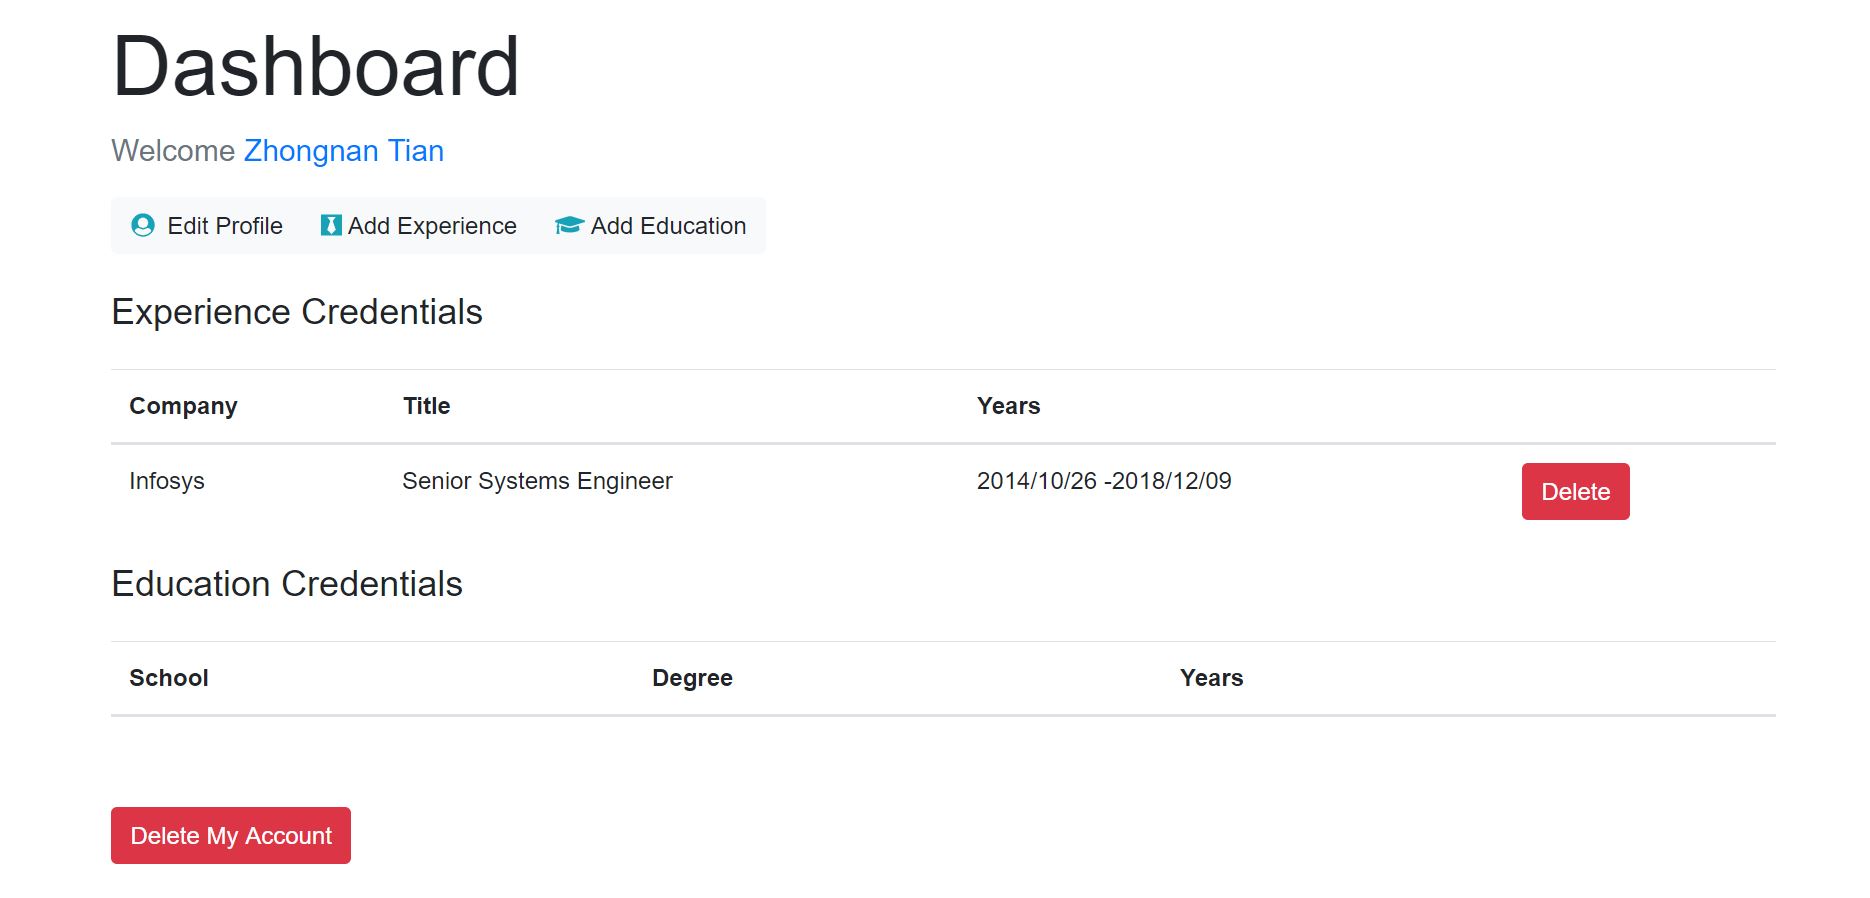 Dashboard
Welcome Zhongnan Tian
Edit Profile Add Experience Add Education
Experience Credentials
Company Title Years
Infosys Senior Systems Engineer 2014/10/26 -2018/12/09 Delete
Education Credentials
School Degree Years
Delete My Account